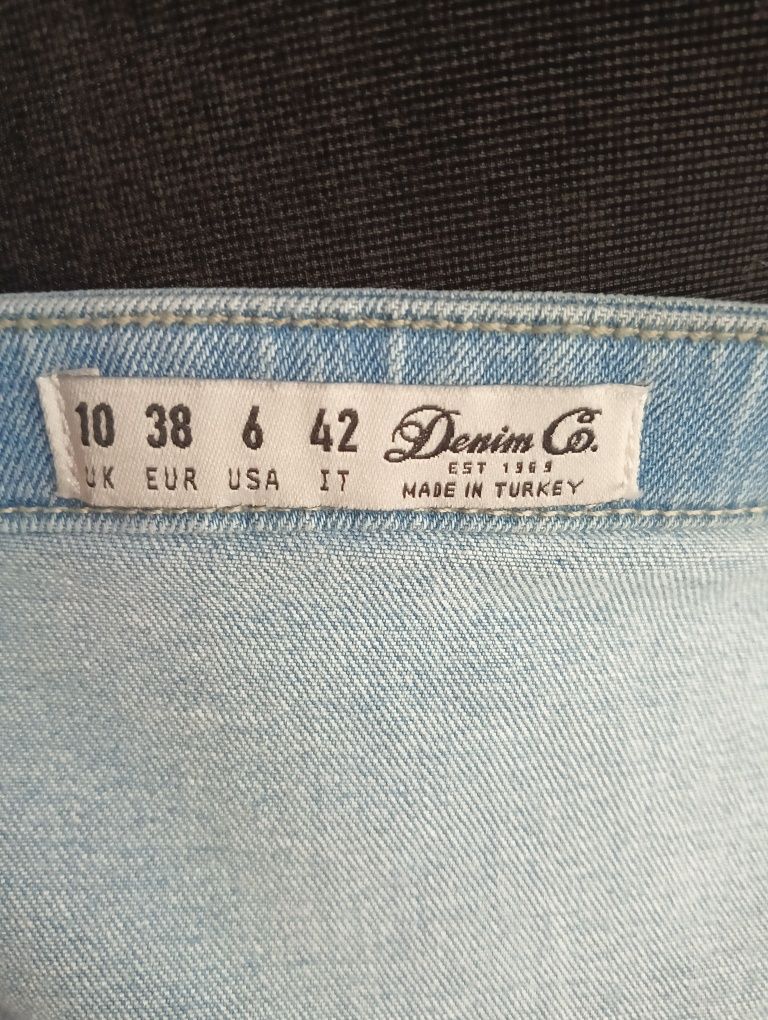 10 38 6 42
UK EUR USA IT
Denim Co.
EST 1969
MADE IN TURKEY